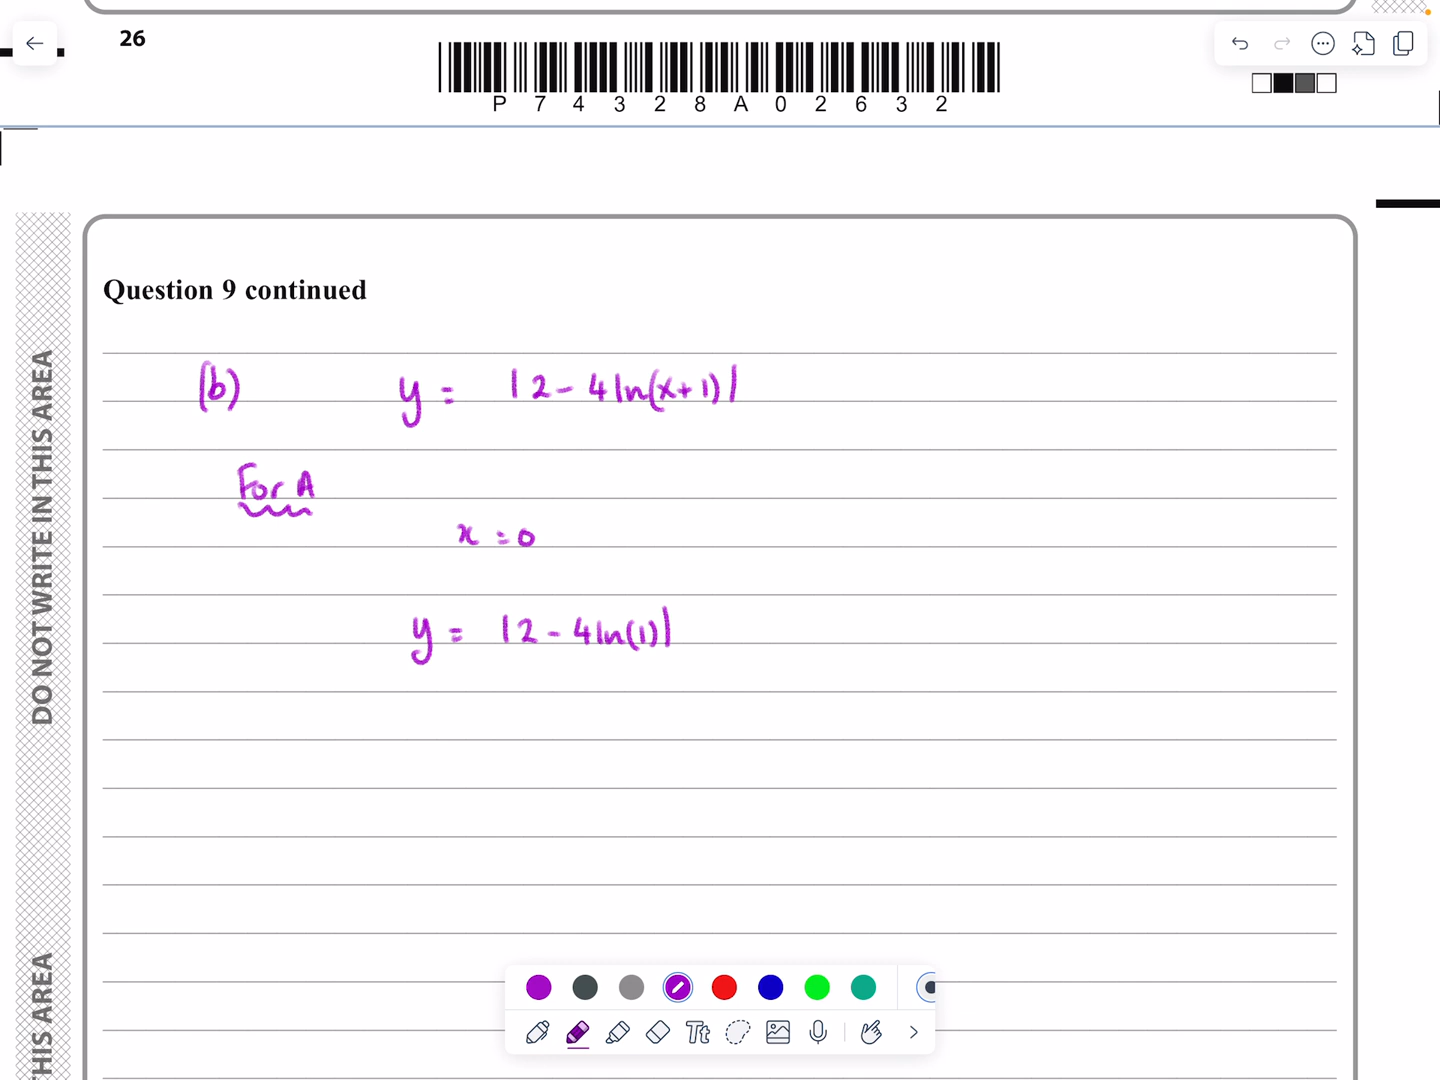 26
P 7 4 3 2 8 A 0 2 6 3 2
DO NOT WRITE IN THIS AREA
Question 9 continued
(b) y = |2-4ln(x+1)|
For A
x = 0
y = |2-4ln(1)|
HIS AREA
Tt